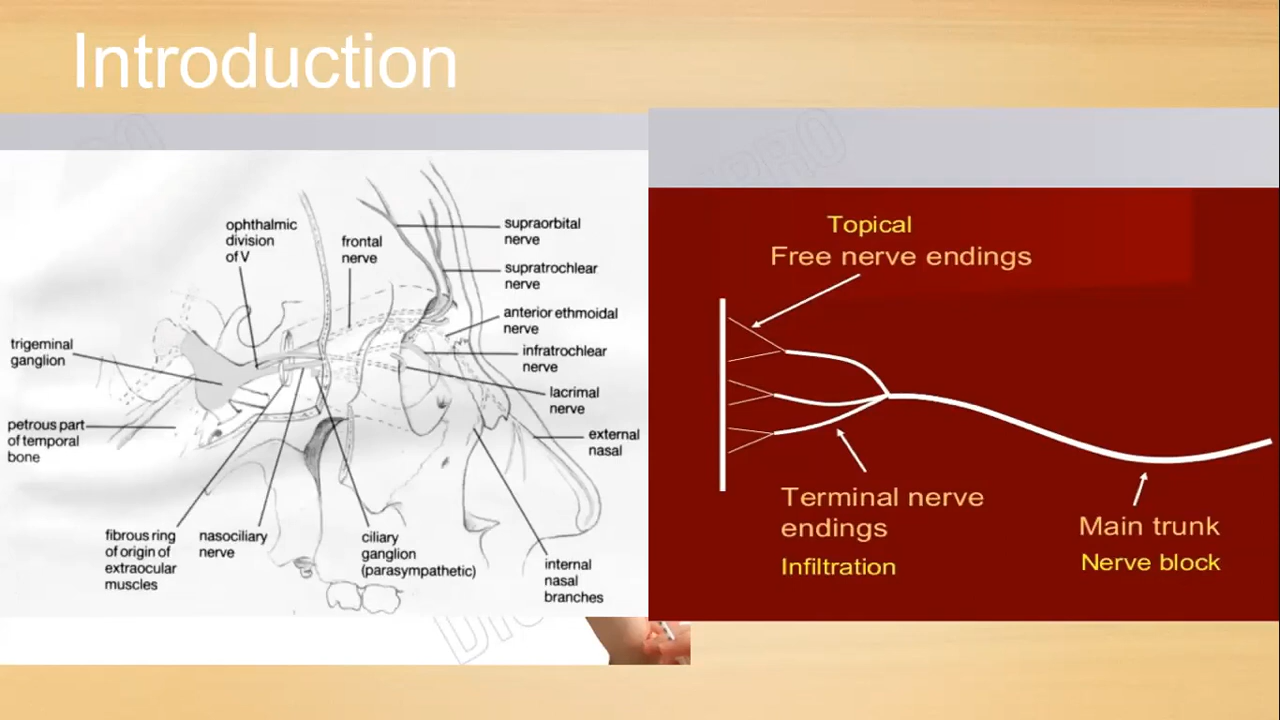 Introduction
ophthalmic
division
of V
frontal
nerve
supraorbital
nerve
supratrochlear
nerve
anterior ethmoidal
nerve
infratrochlear
nerve
lacrimal
nerve
external
nasal
trigeminal
ganglion
petrous part
of temporal
bone
fibrous ring
of origin of
extraocular
muscles
nasociliary
nerve
ciliary
ganglion
(parasympathetic)
internal
nasal
branches
Topical
Free nerve endings
Terminal nerve
endings
Infiltration
Main trunk
Nerve block